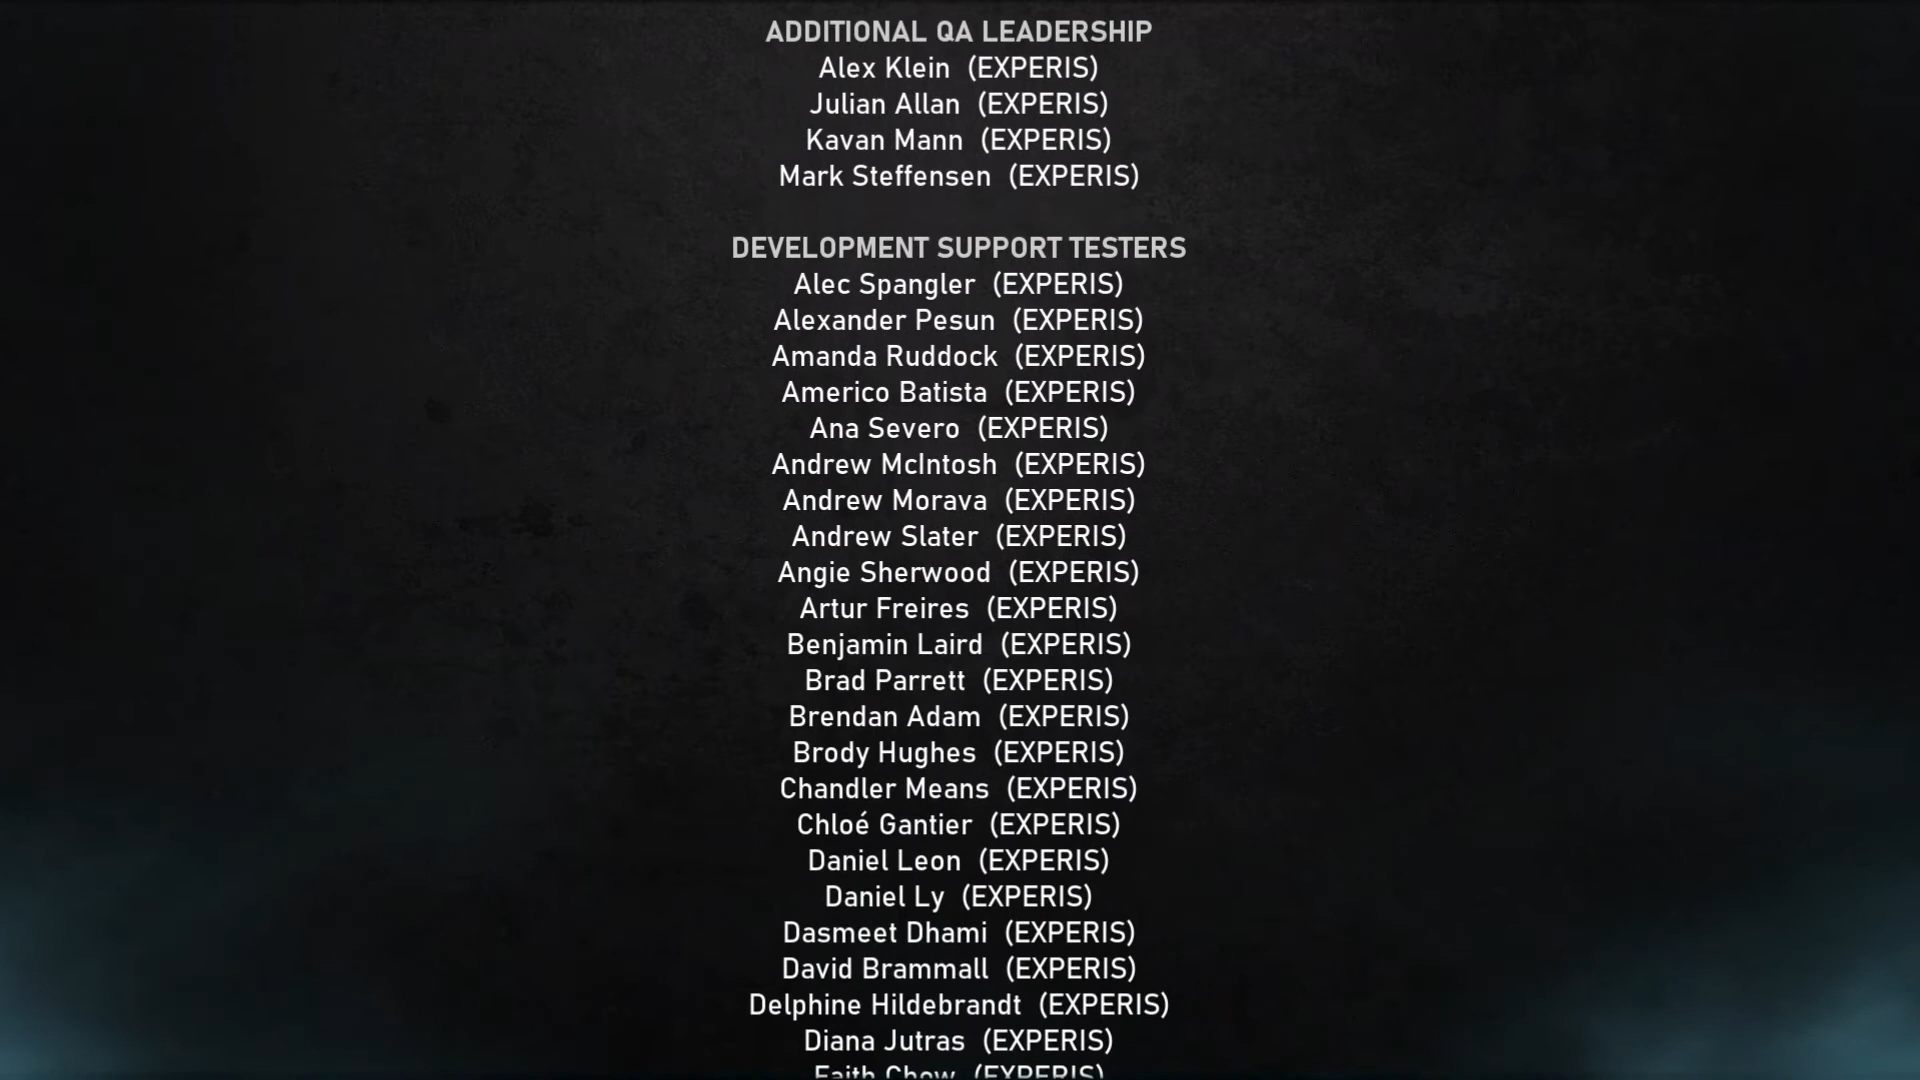 ADDITIONAL QA LEADERSHIP
Alex Klein (EXPERIS)
Julian Allan (EXPERIS)
Kavan Mann (EXPERIS)
Mark Steffensen (EXPERIS)
DEVELOPMENT SUPPORT TESTERS
Alec Spangler (EXPERIS)
Alexander Pesun (EXPERIS)
Amanda Ruddock (EXPERIS)
Americo Batista (EXPERIS)
Ana Severo (EXPERIS)
Andrew McIntosh (EXPERIS)
Andrew Morava (EXPERIS)
Andrew Slater (EXPERIS)
Angie Sherwood (EXPERIS)
Artur Freires (EXPERIS)
Benjamin Laird (EXPERIS)
Brad Parrett (EXPERIS)
Brendan Adam (EXPERIS)
Brody Hughes (EXPERIS)
Chandler Means (EXPERIS)
Chloé Gantier (EXPERIS)
Daniel Leon (EXPERIS)
Daniel Ly (EXPERIS)
Dasmeet Dhami (EXPERIS)
David Brammall (EXPERIS)
Delphine Hildebrandt (EXPERIS)
Diana Jutras (EXPERIS)
Faith Chow (EXPERIS)